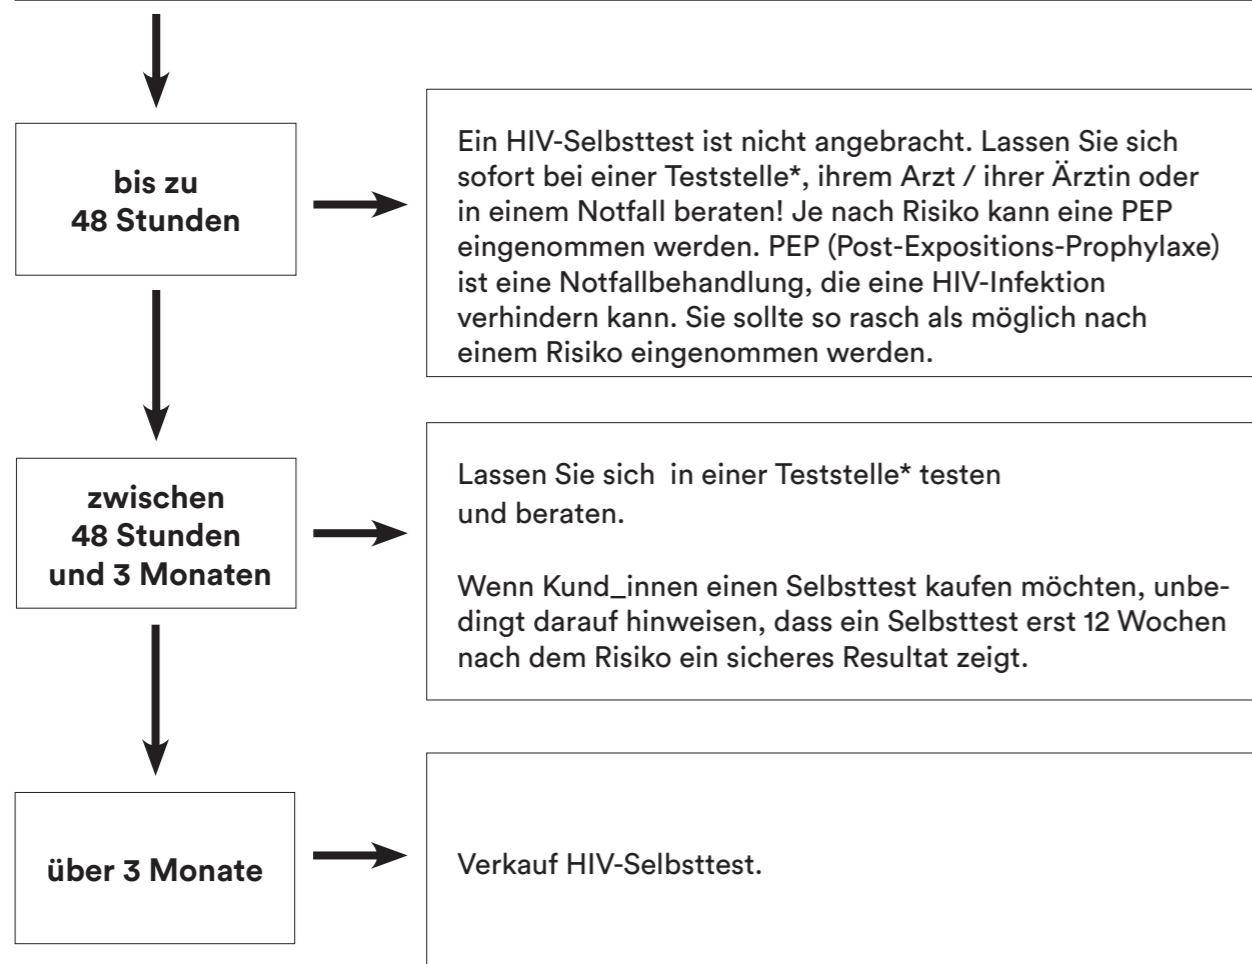 bis zu
48 Stunden
Ein HIV-Selbsttest ist nicht angebracht. Lassen Sie sich
sofort bei einer Teststelle*, ihrem Arzt / ihrer Ärztin oder
in einem Notfall beraten! Je nach Risiko kann eine PEP
eingenommen werden. PEP (Post-Expositions-Prophylaxe)
ist eine Notfallbehandlung, die eine HIV-Infektion
verhindern kann. Sie sollte so rasch als möglich nach
einem Risiko eingenommen werden.
zwischen
48 Stunden
und 3 Monaten
Lassen Sie sich in einer Teststelle* testen
und beraten.
Wenn Kund_innen einen Selbsttest kaufen möchten, unbe-
dingt darauf hinweisen, dass ein Selbsttest erst 12 Wochen
nach dem Risiko ein sicheres Resultat zeigt.
über 3 Monate
Verkauf HIV-Selbsttest.